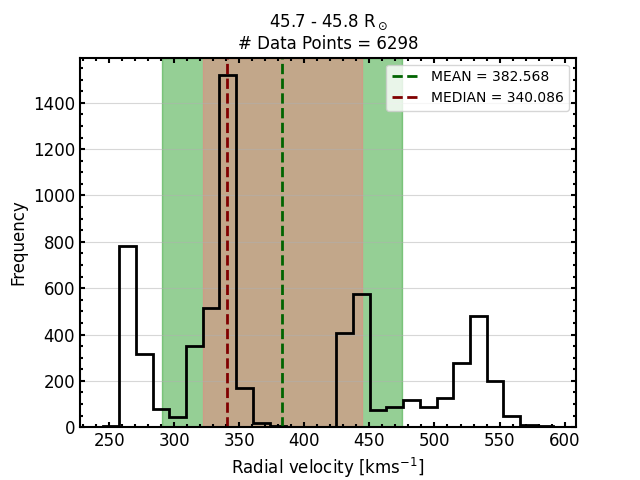 45.7 - 45.8 R⊙
# Data Points = 6298
MEAN = 382.568
MEDIAN = 340.086
1400
1200
1000
800
600
400
200
0
Frequency
250 300 350 400 450 500 550 600
Radial velocity [kms⁻¹]